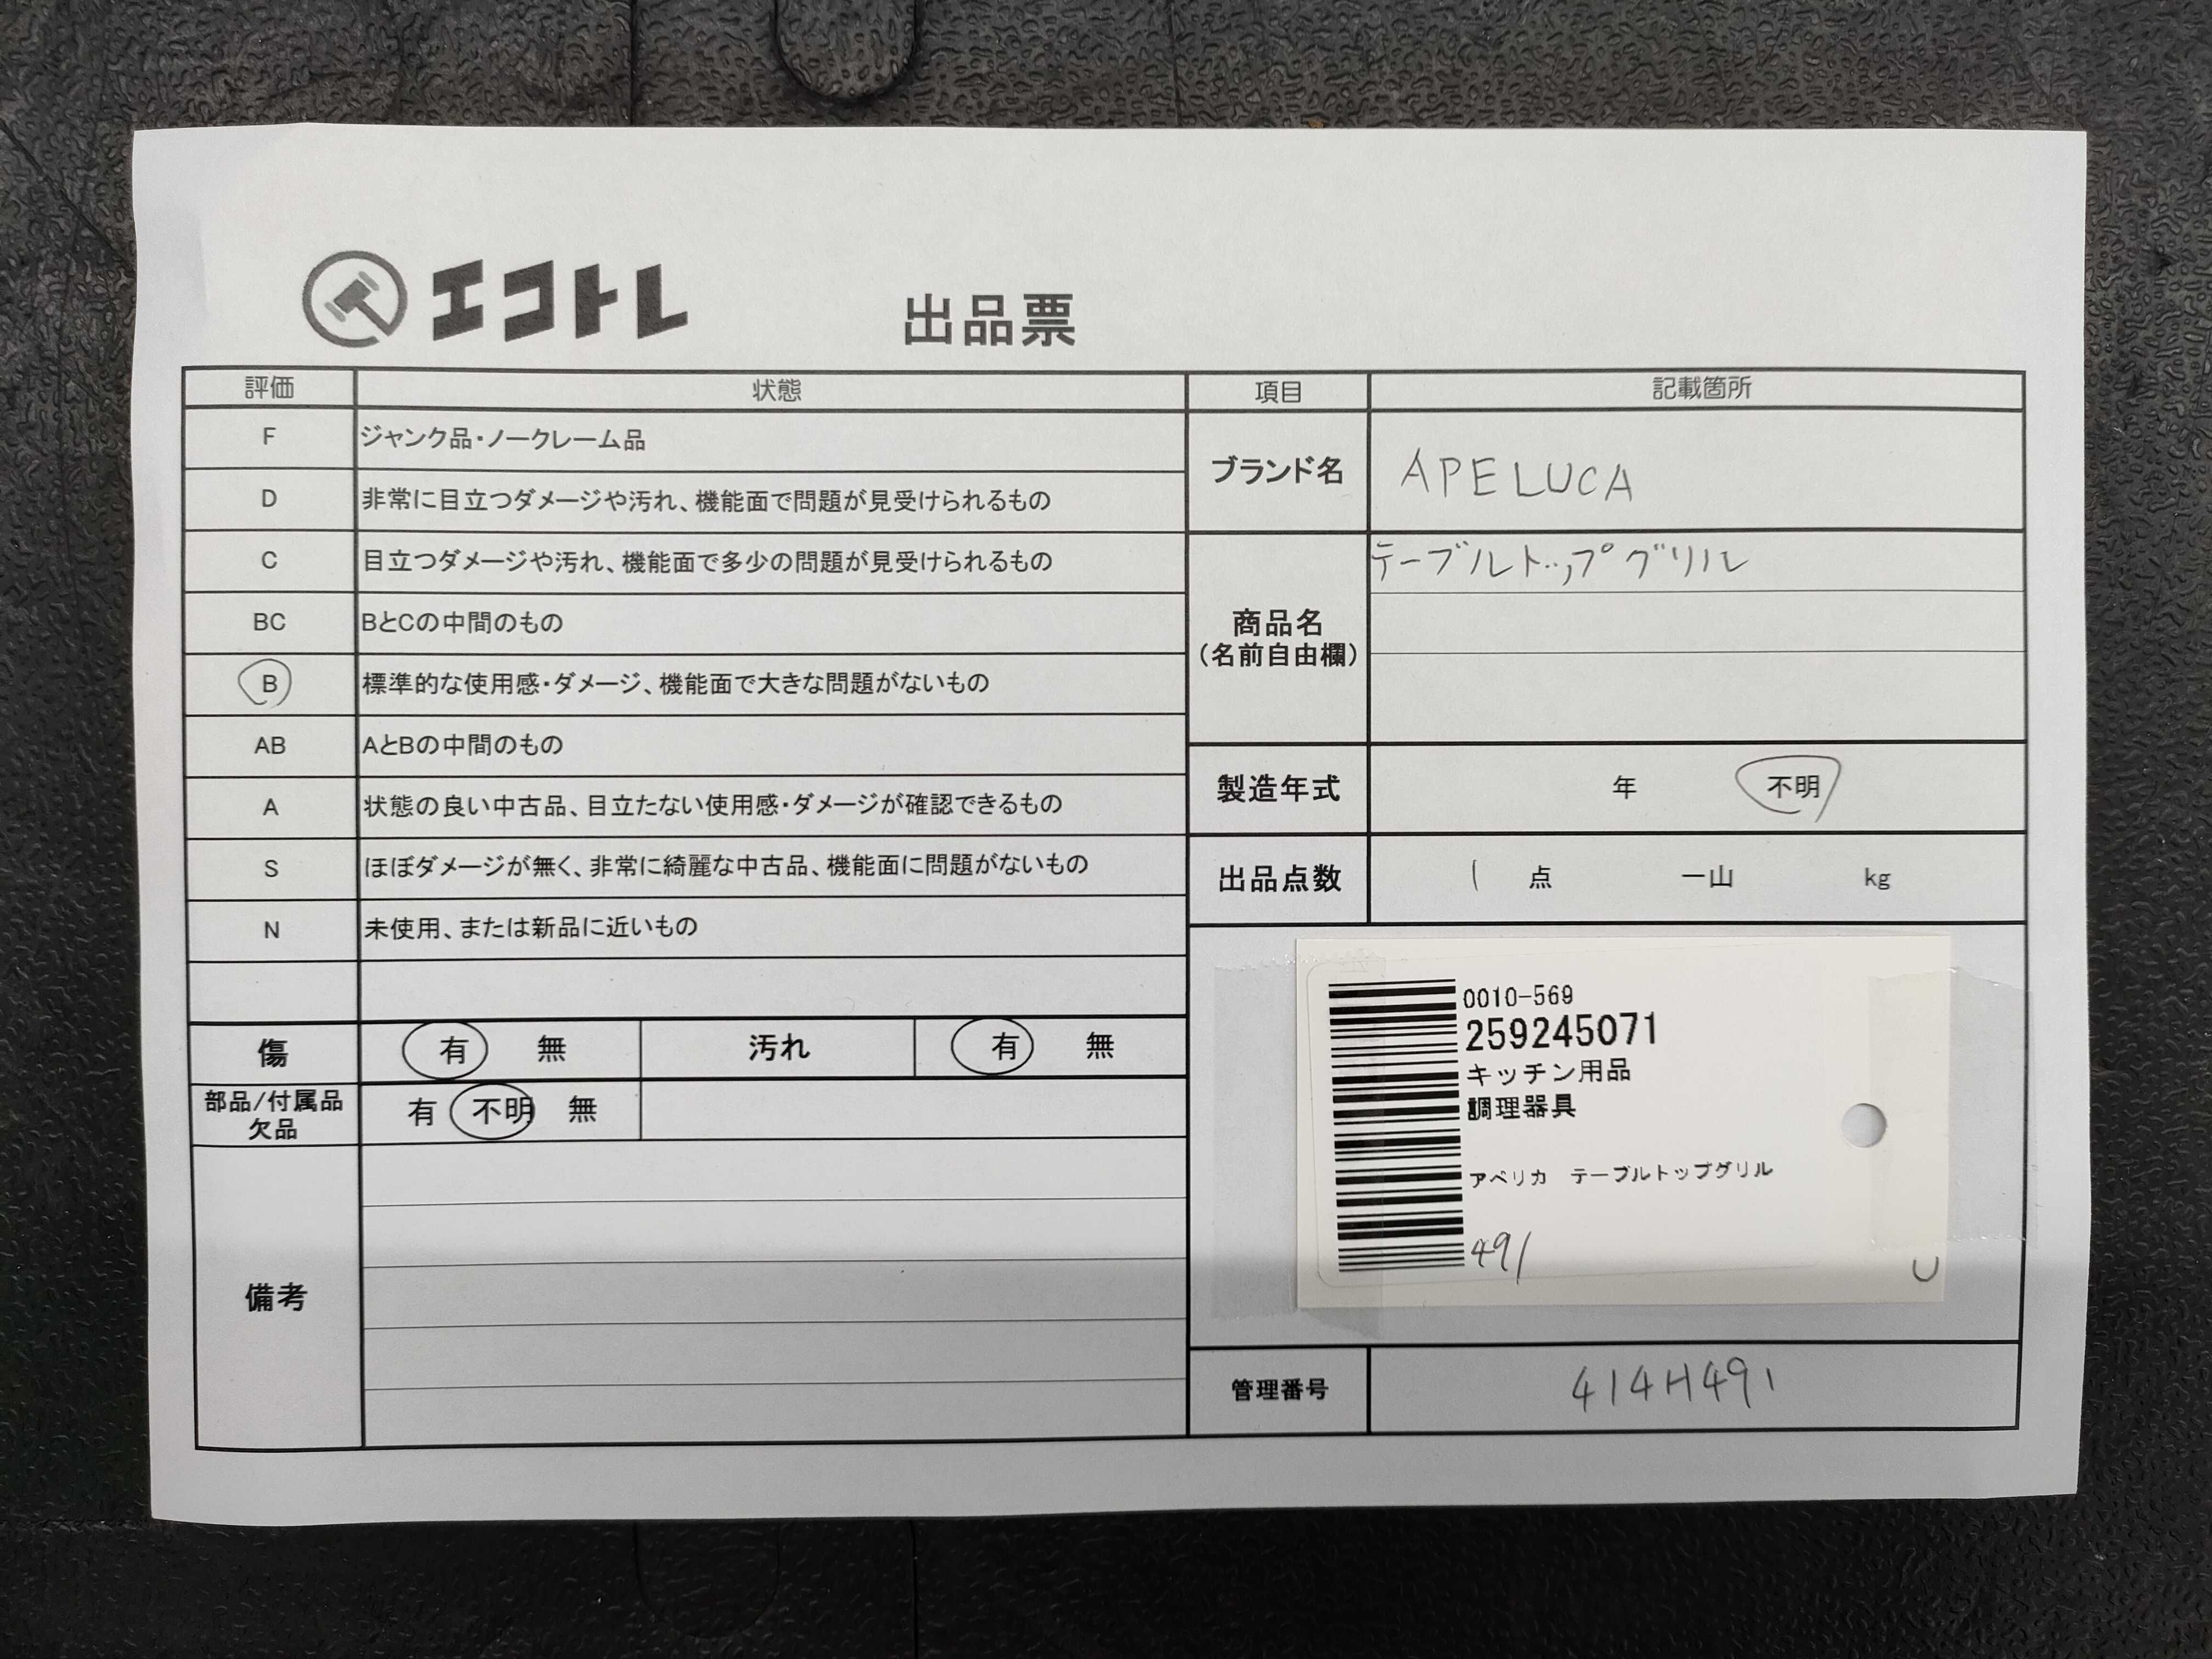 エコトレ
出品票
評価 状態
F ジャンク品・ノークレーム品
D 非常に目立つダメージや汚れ、機能面で問題が見受けられるもの
C 目立つダメージや汚れ、機能面で多少の問題が見受けられるもの
BC BとCの中間のもの
B 標準的な使用感・ダメージ、機能面で大きな問題がないもの
AB AとBの中間のもの
A 状態の良い中古品、目立たない使用感・ダメージが確認できるもの
S ほぼダメージが無く、非常に綺麗な中古品、機能面に問題がないもの
N 未使用、または新品に近いもの
傷 有 無 汚れ 有 無
部品/付属品
欠品
有 不明 無
備考
項目 記載箇所
ブランド名 APELUCA
商品名
(名前自由欄)
テーブルトップグリル
製造年式 年 不明
出品点数 1 点 一山 kg
0010-569
259245071
キッチン用品
調理器具
アペリカ テーブルトップグリル
491
U
管理番号 414H491